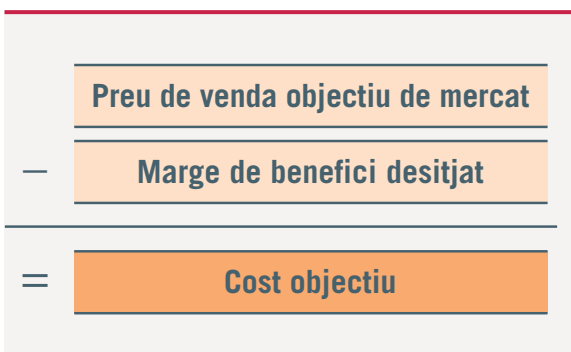 Preu de venda objectiu de mercat
– Marge de benefici desitjat
= Cost objectiu